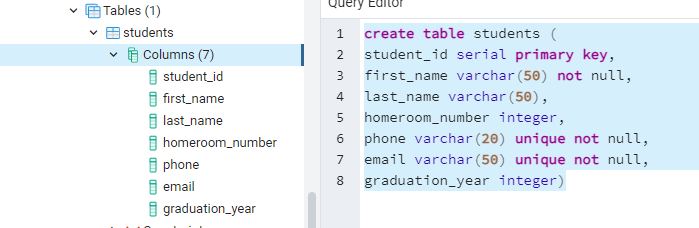 Tables (1)
students
Columns (7)
student_id
first_name
last_name
homeroom_number
phone
email
graduation_year
Query Editor
1 create table students (
2 student_id serial primary key,
3 first_name varchar(50) not null,
4 last_name varchar(50),
5 homeroom_number integer,
6 phone varchar(20) unique not null,
7 email varchar(50) unique not null,
8 graduation_year integer)